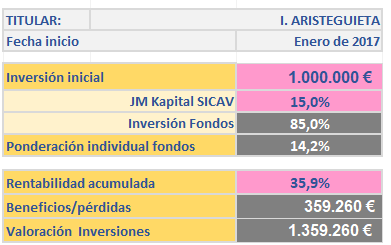 TITULAR: I. ARISTEGUIETA
Fecha inicio Enero de 2017
Inversión inicial 1.000.000 €
JM Kapital SICAV 15,0%
Inversión Fondos 85,0%
Ponderación individual fondos 14,2%
Rentabilidad acumulada 35,9%
Beneficios/pérdidas 359.260 €
Valoración Inversiones 1.359.260 €